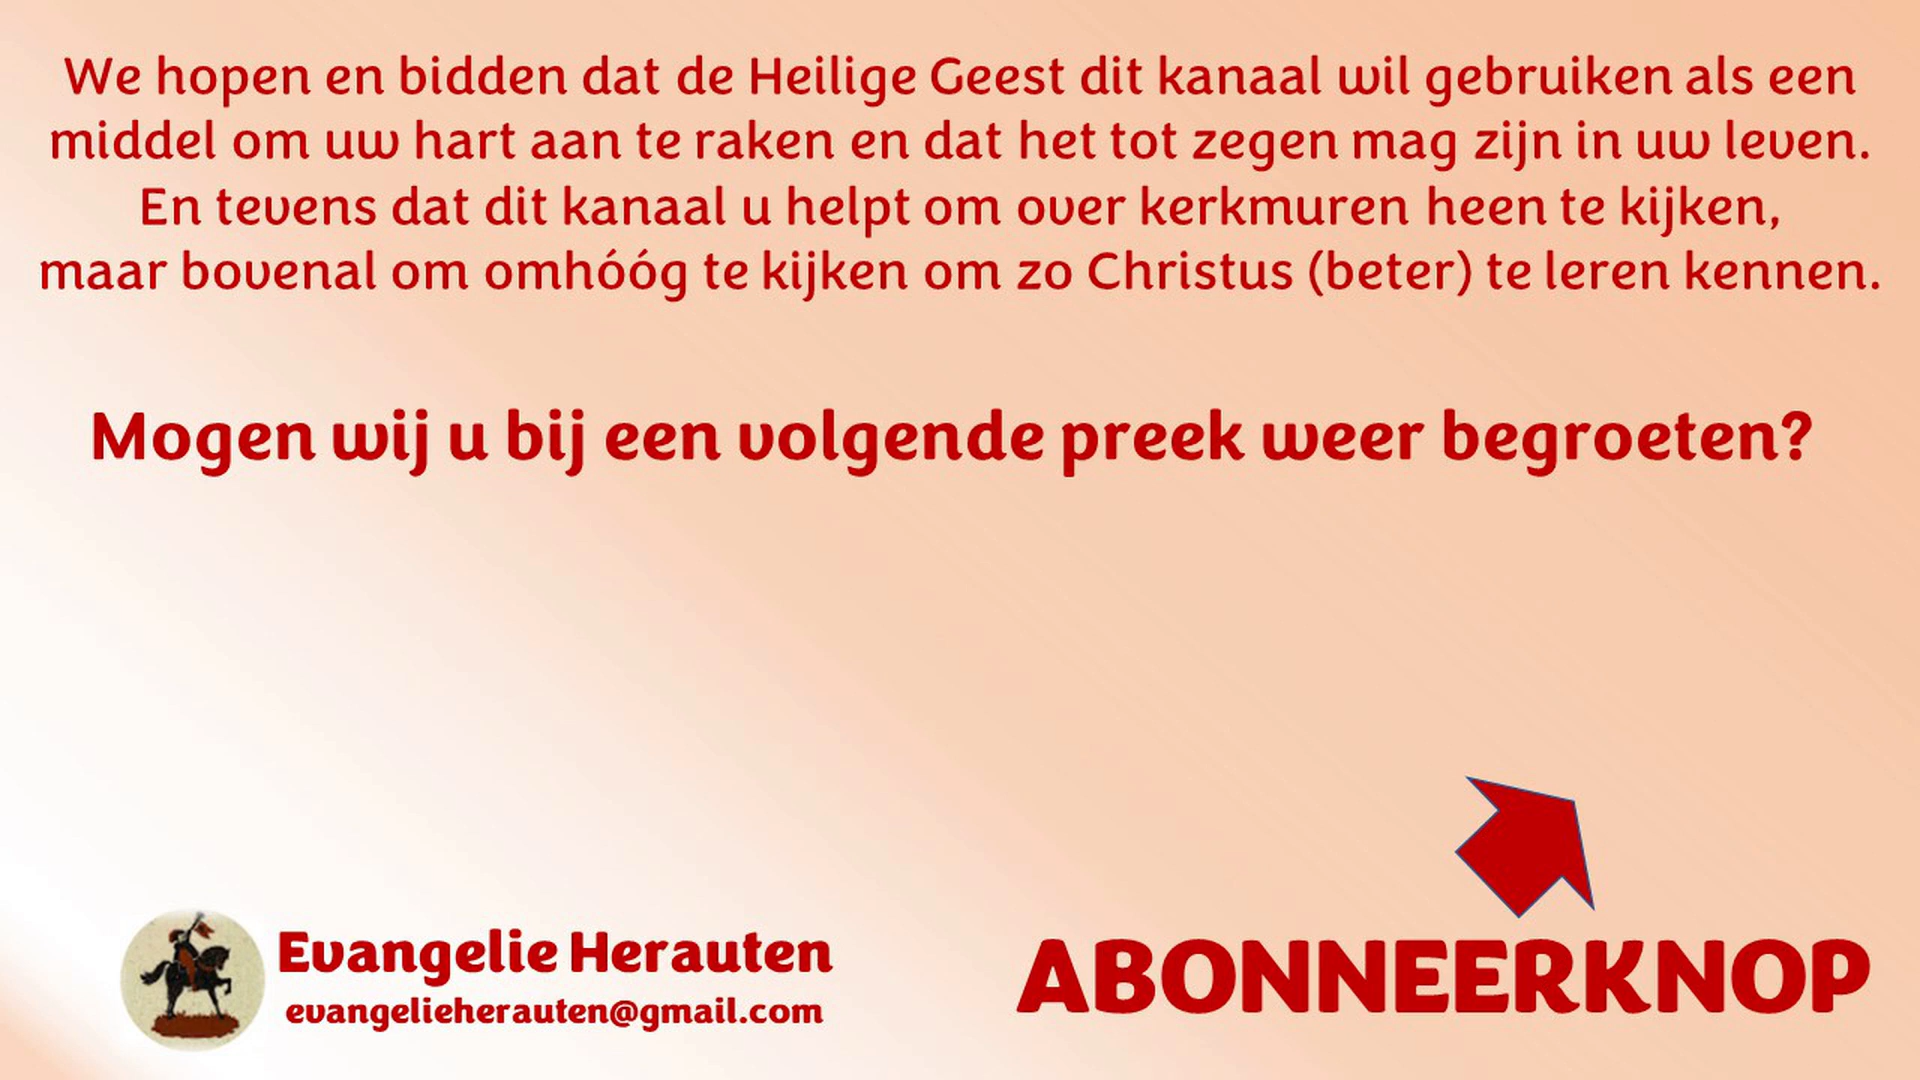 We hopen en bidden dat de Heilige Geest dit kanaal wil gebruiken als een
middel om uw hart aan te raken en dat het tot zegen mag zijn in uw leven.
En tevens dat dit kanaal u helpt om over kerkmuren heen te kijken,
maar bovenal om omhóóg te kijken om zo Christus (beter) te leren kennen.
Mogen wij u bij een volgende preek weer begroeten?
Evangelie Herauten
evangelieherauten@gmail.com
ABONNEERKNOP